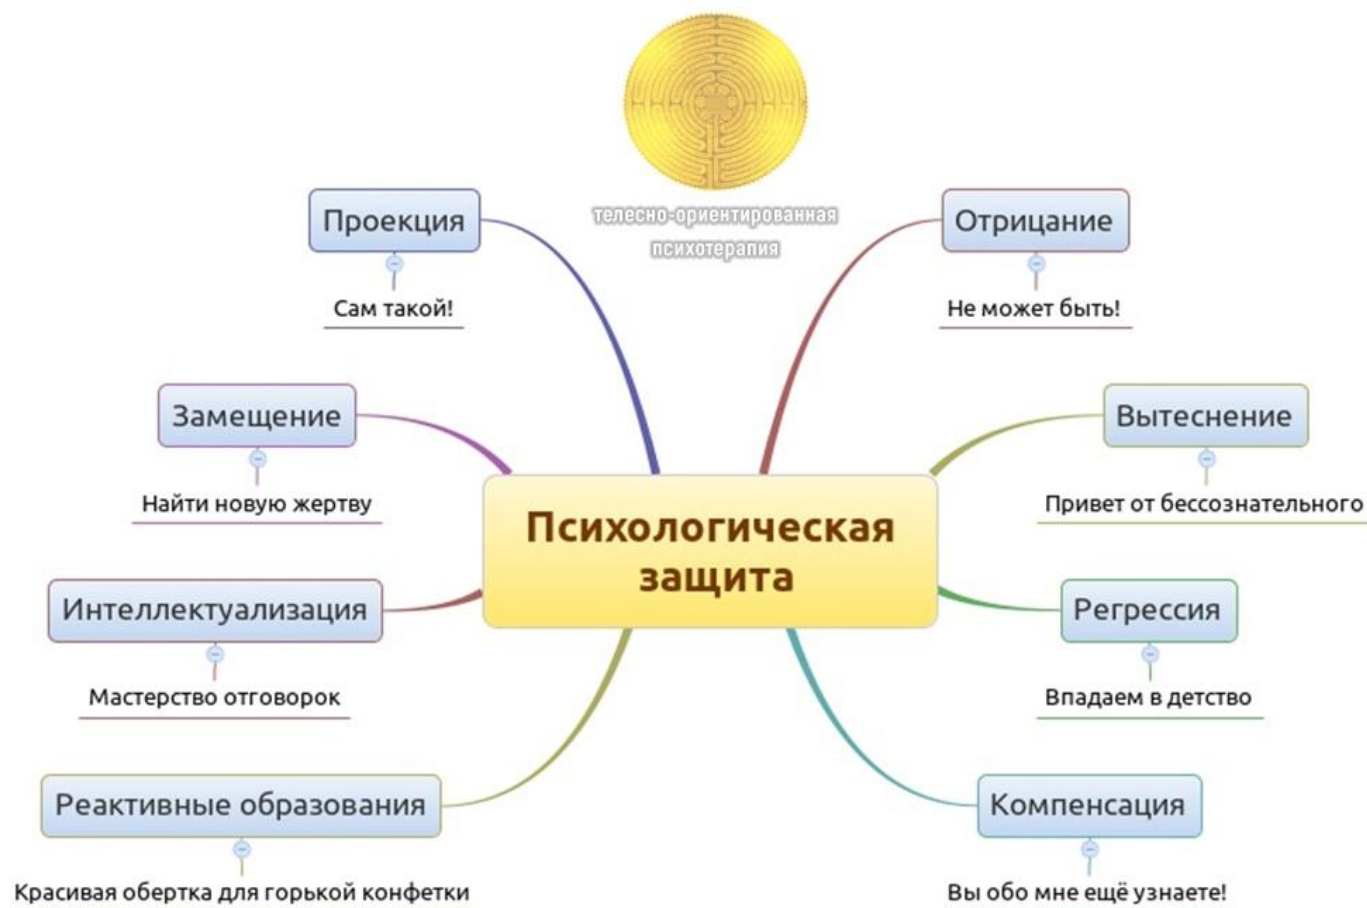 телесно-ориентированная
психотерапия
Проекция
Сам такой!
Отрицание
Не может быть!
Замещение
Найти новую жертву
Вытеснение
Привет от бессознательного
Психологическая
защита
Интеллектуализация
Мастерство отговорок
Регрессия
Впадаем в детство
Реактивные образования
Красивая обертка для горькой конфетки
Компенсация
Вы обо мне ещё узнаете!